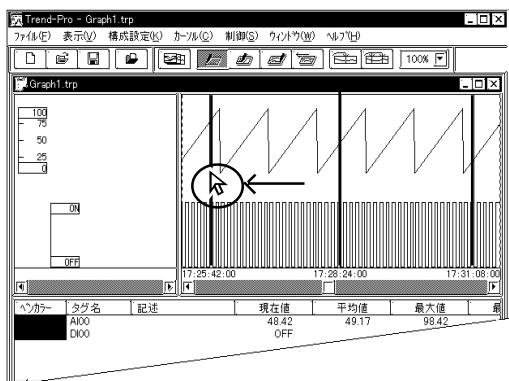 Trend-Pro - Graph1.trp
ファイル(F) 表示(V) 構成設定(K) カーソル(C) 制御(S) ウィンドウ(W) ヘルプ(H)
100%
Graph1.trp
100
75
50
25
0
ON
OFF
17:25:42:00 17:28:24:00 17:31:08:00
ペンカラー タグ名 記述 現在値 平均値 最大値
AI00 48.42 49.17 98.42
DI00 OFF